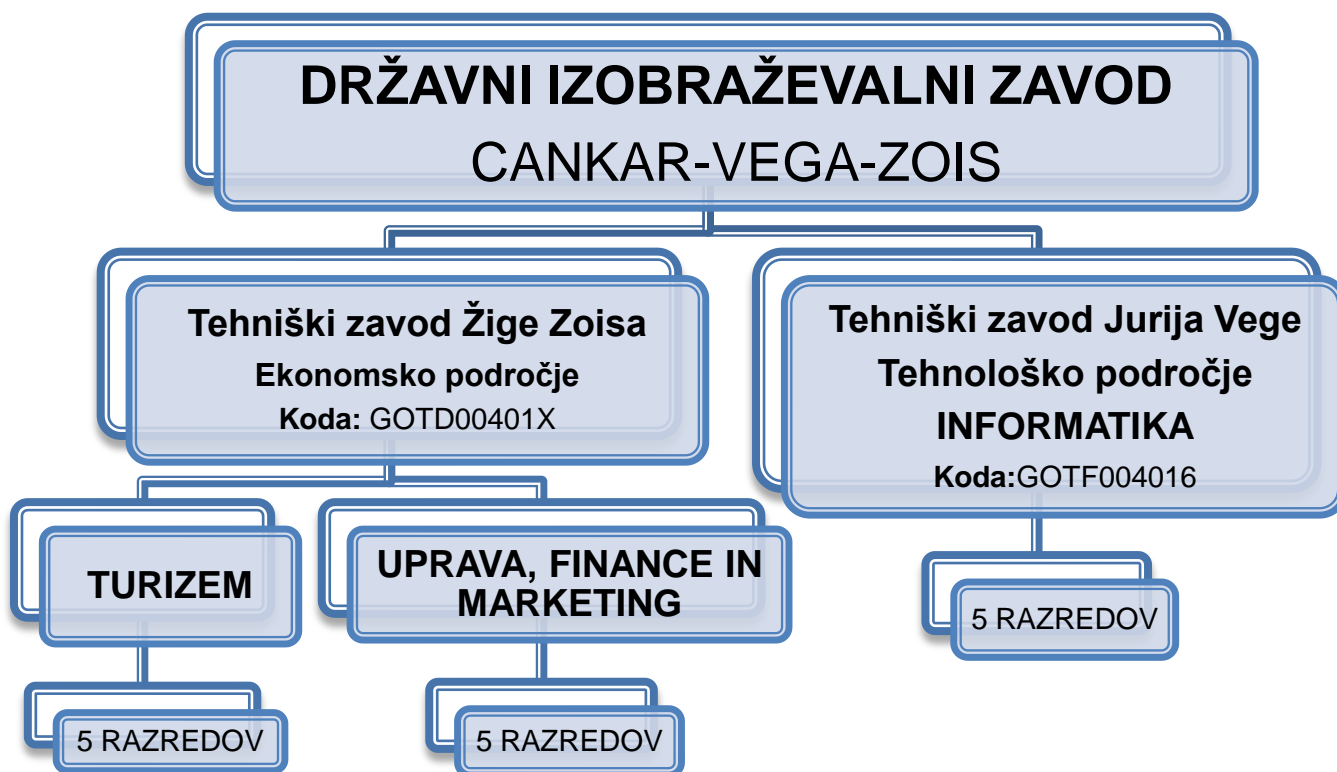 DRŽAVNI IZOBRAŽEVALNI ZAVOD
CANKAR-VEGA-ZOIS
Tehniški zavod Žige Zoisa
Ekonomsko področje
Koda: GOTD00401X
Tehniški zavod Jurija Vege
Tehnološko področje
INFORMATIKA
Koda:GOTF004016
TURIZEM
UPRAVA, FINANCE IN
MARKETING
5 RAZREDOV
5 RAZREDOV
5 RAZREDOV